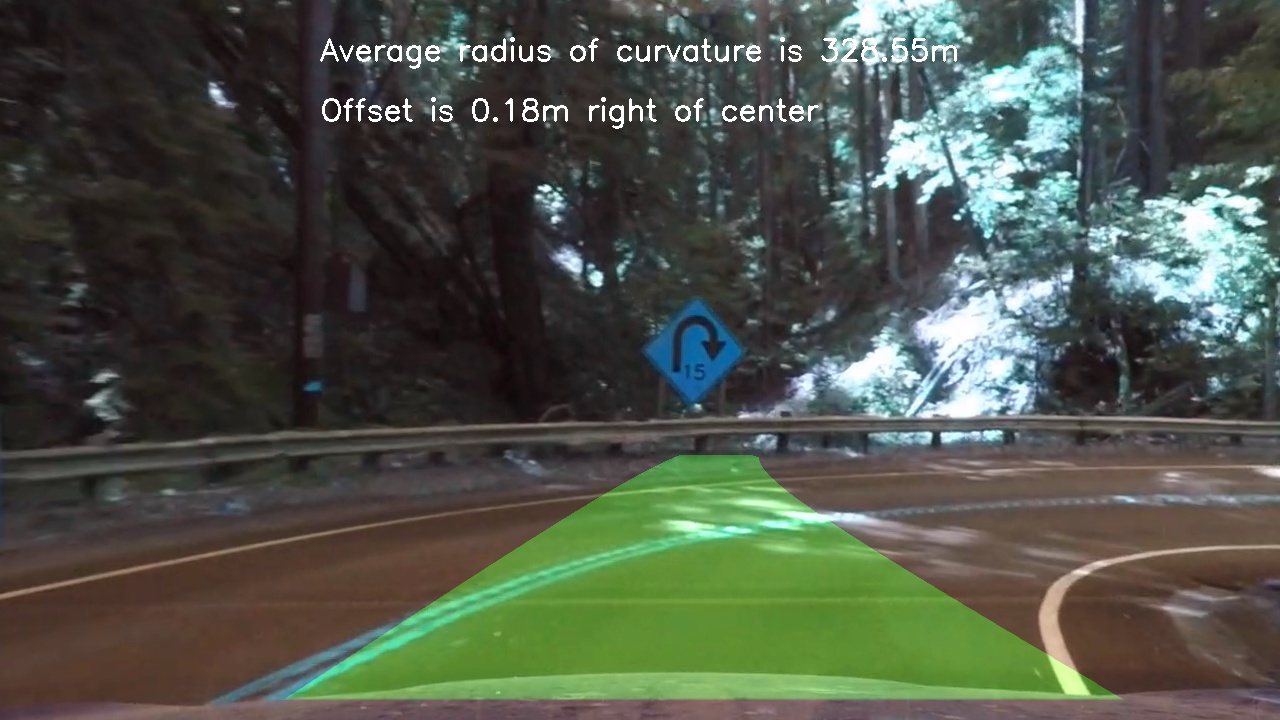 Average radius of curvature is 328.55m
Offset is 0.18m right of center
15